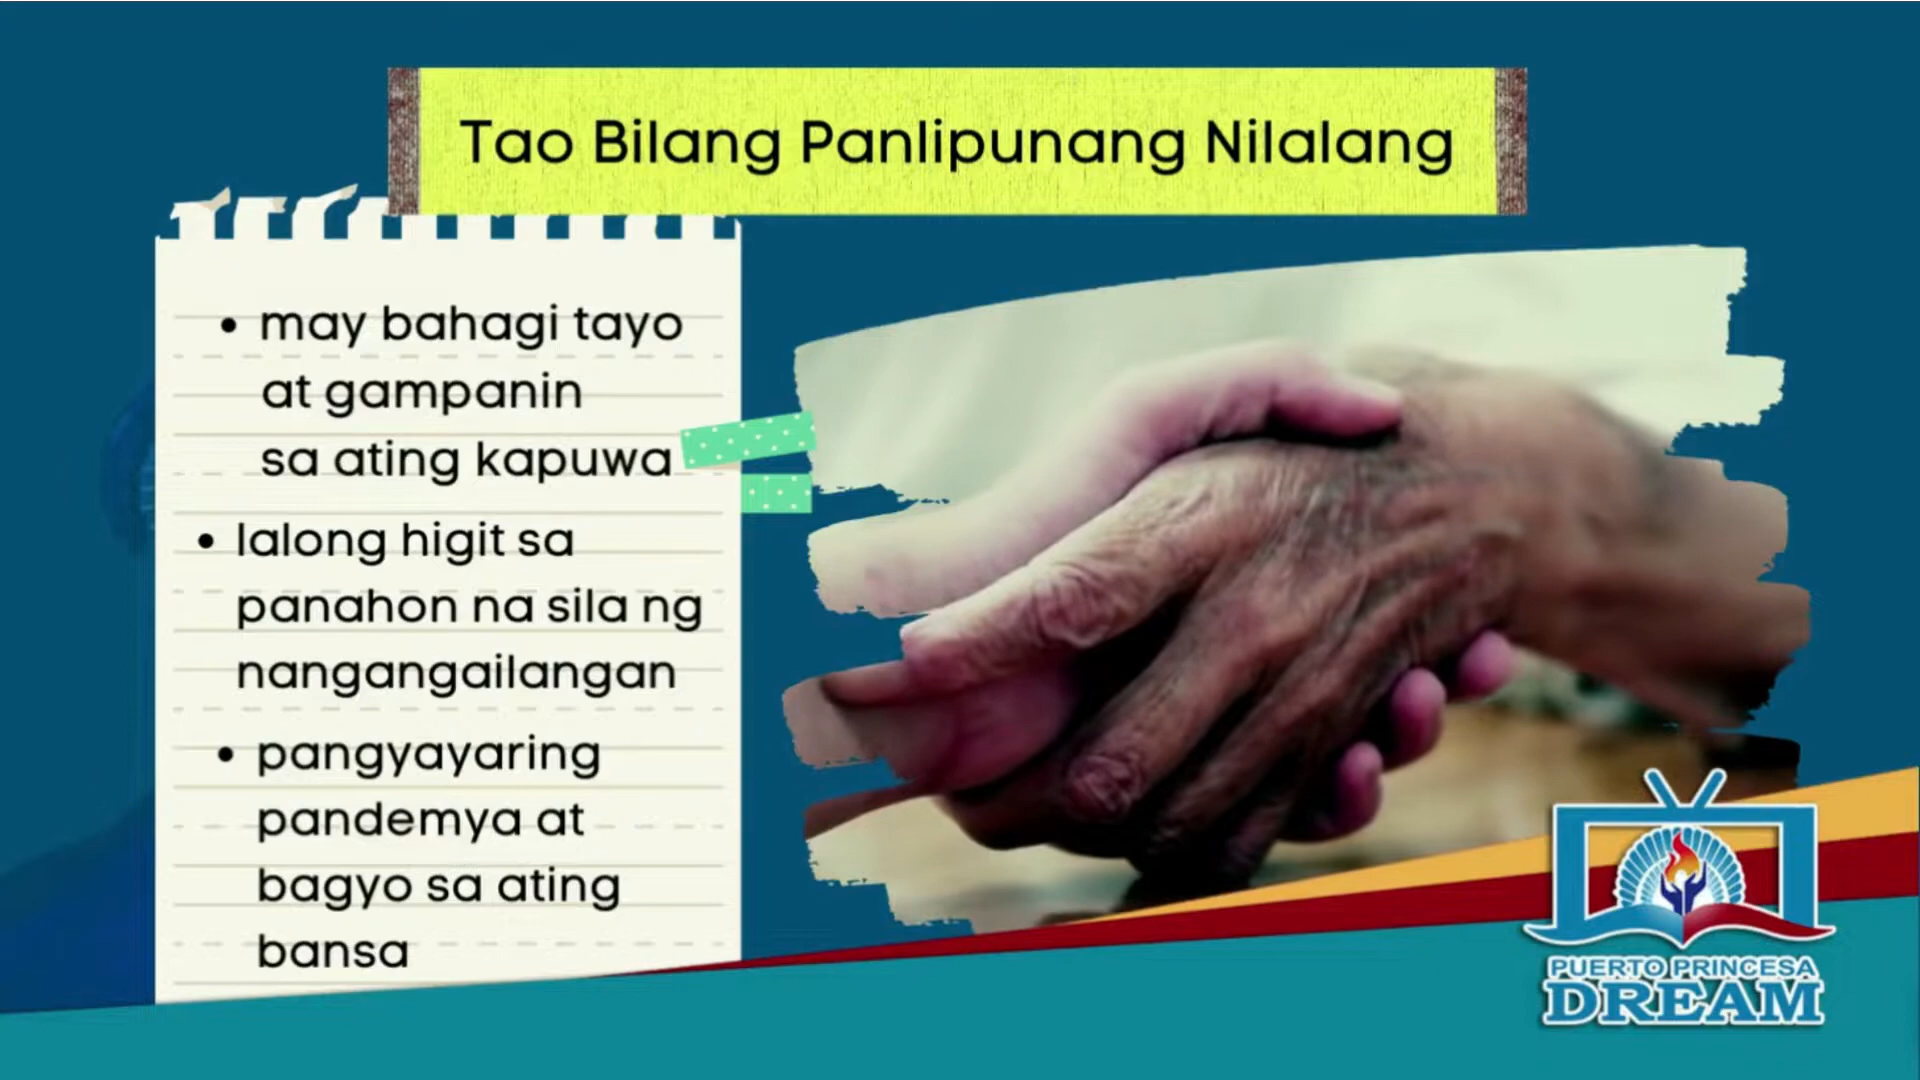 Tao Bilang Panlipunang Nilalang
• may bahagi tayo
at gampanin
sa ating kapuwa
• lalong higit sa
panahon na sila ng
nangangailangan
• pangyayaring
pandemya at
bagyo sa ating
bansa
PUERTO PRINCESA
DREAM